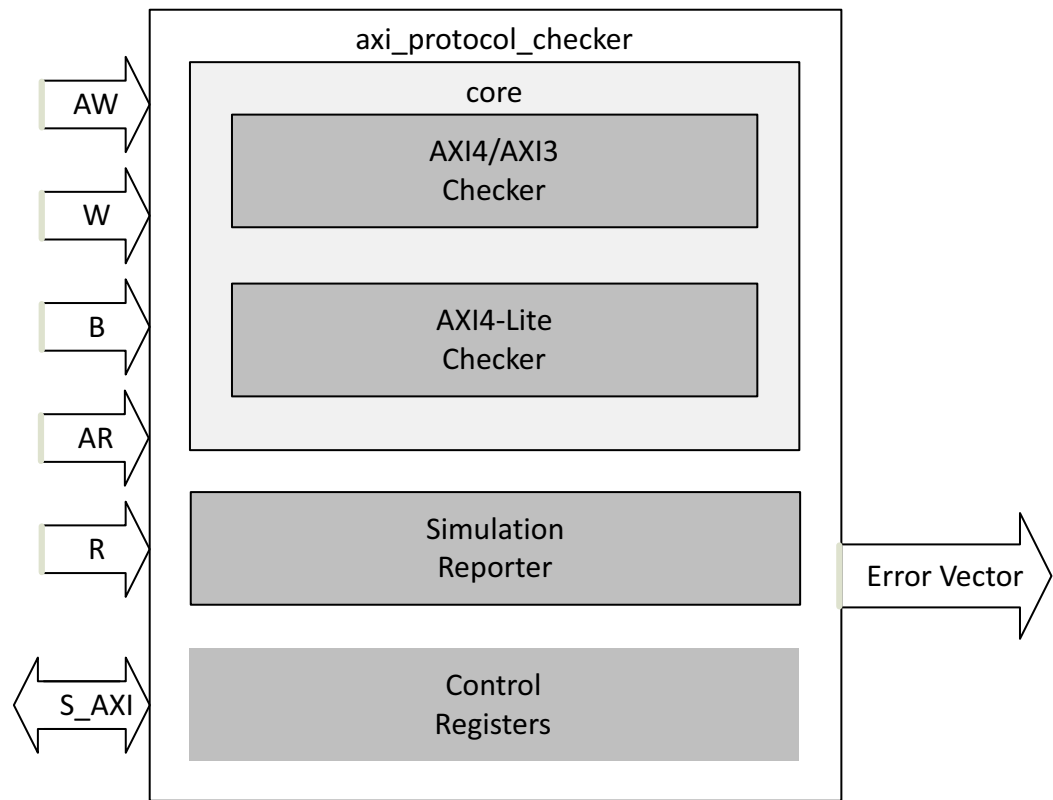 axi_protocol_checker
core
AXI4/AXI3
Checker
AXI4-Lite
Checker
Simulation
Reporter
Control
Registers
AW
W
B
AR
R
S_AXI
Error Vector